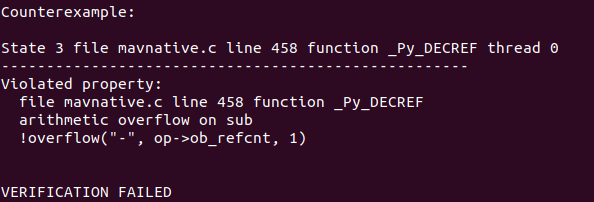 Counterexample:
State 3 file mavnative.c line 458 function _Py_DECREF thread 0
----------------------------------------------------
Violated property:
file mavnative.c line 458 function _Py_DECREF
arithmetic overflow on sub
!overflow("-", op->ob_refcnt, 1)
VERIFICATION FAILED